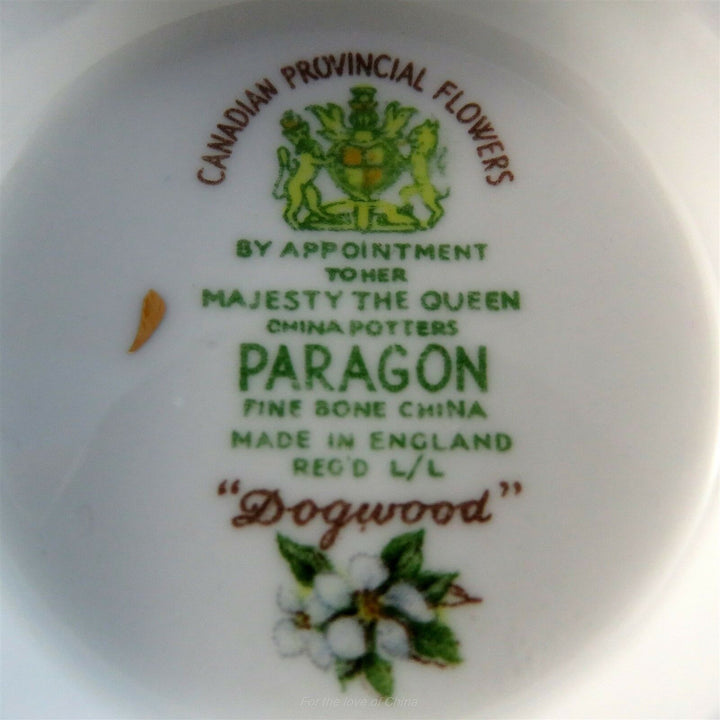 CANADIAN PROVINCIAL FLOWERS
BY APPOINTMENT
TO HER
MAJESTY THE QUEEN
CHINA POTTERS
PARAGON
FINE BONE CHINA
MADE IN ENGLAND
REG'D L/L
"Dogwood"
For the love of China